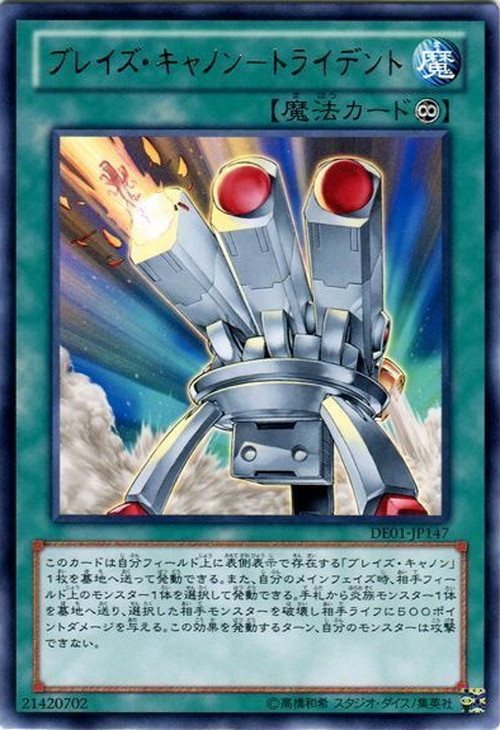 ブレイズ・キャノン－トライデント
魔
【魔法カード】
DE01-JP147
このカードは自分フィールド上に表側表示で存在する「ブレイズ・キャノン」
1枚を墓地へ送って発動できる。また、自分のメインフェイズ時、相手フィー
ルド上のモンスター1体を選択して発動できる。手札から炎族モンスター1体
を墓地へ送り、選択した相手モンスターを破壊し相手ライフに500ポイ
ントダメージを与える。この効果を発動するターン、自分のモンスターは攻撃
できない。
21420702
©高橋和希 スタジオ・ダイス/集英社